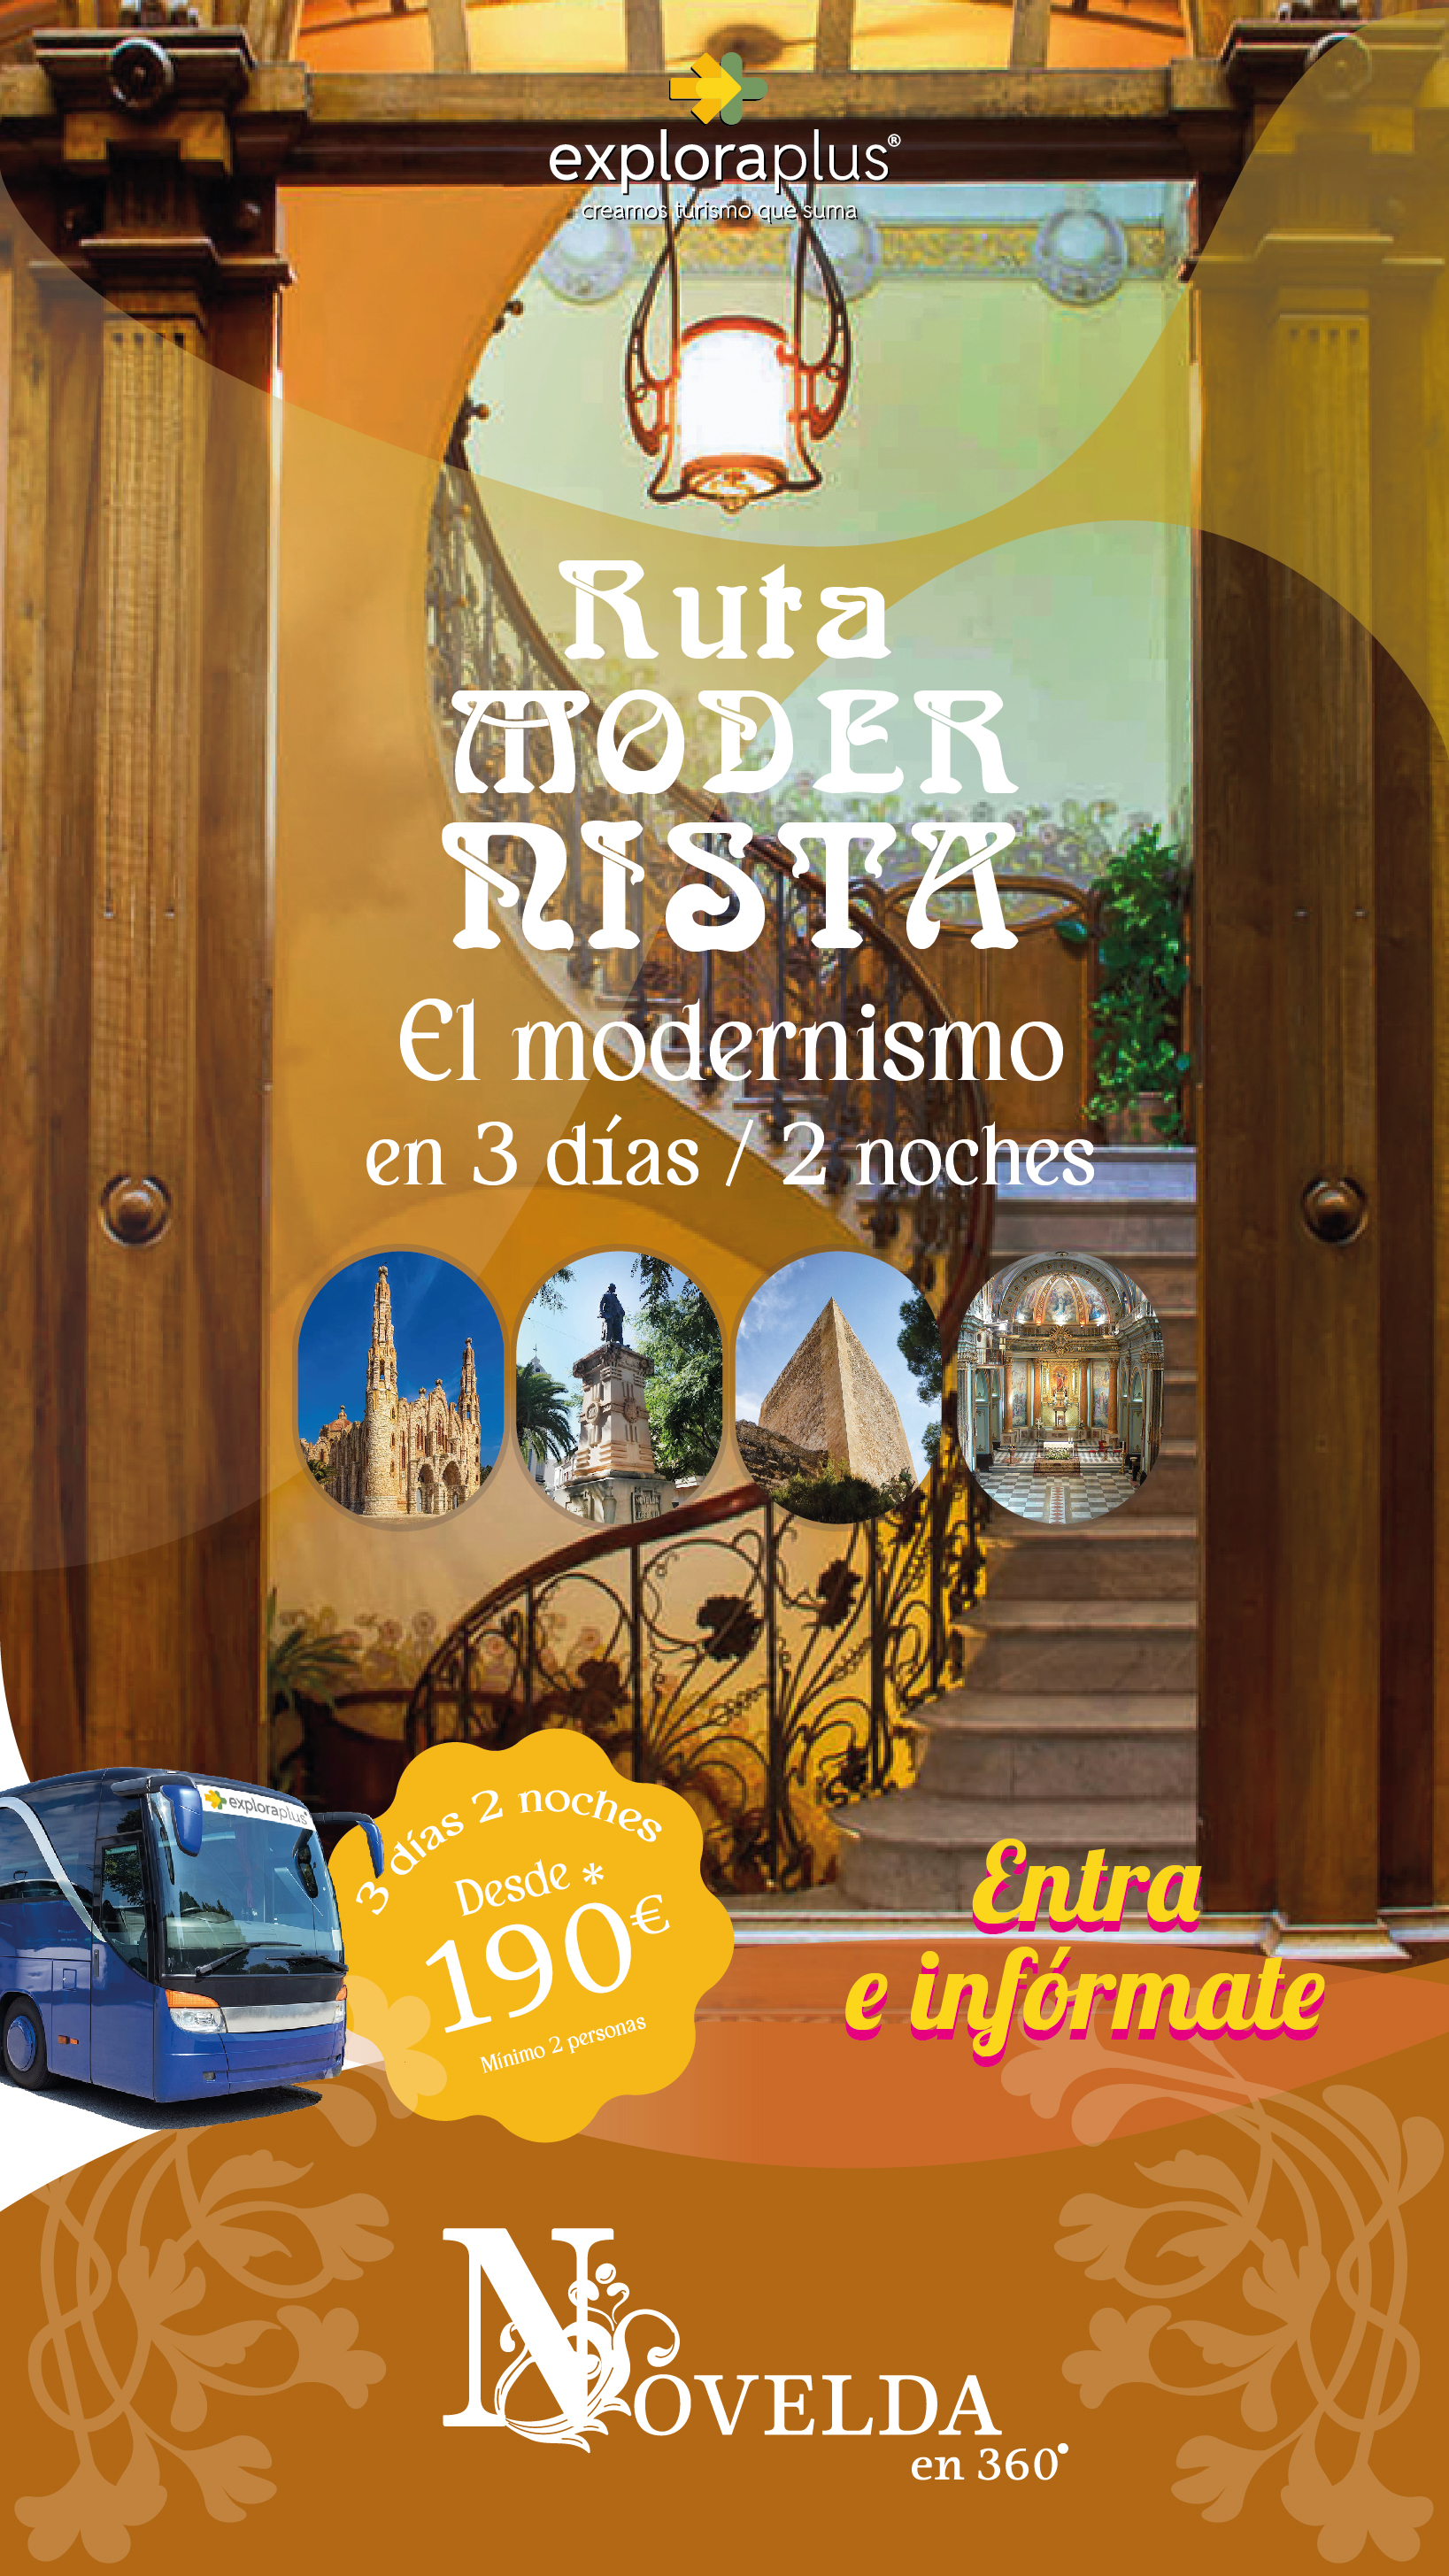 exploraplus®
creamos turismo que suma
Ruta
MODER
NISTA
El modernismo
en 3 días / 2 noches
exploraplus
3 días 2 noches
Desde *
190€
Mínimo 2 personas
Entra
e infórmate
NOVELDA
en 360°